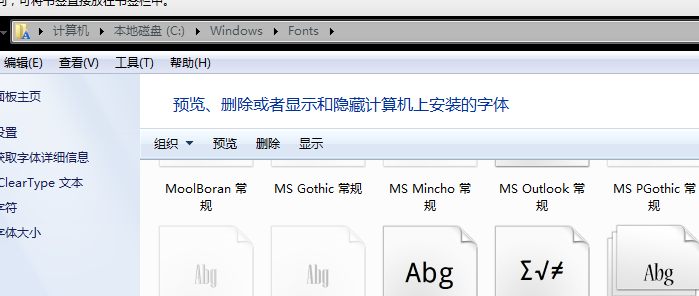 可将书签直接放在书签栏中。
计算机 本地磁盘 (C:) Windows Fonts
编辑(E) 查看(V) 工具(T) 帮助(H)
面板主页
预览、删除或者显示和隐藏计算机上安装的字体
设置
组织 预览 删除 显示
获取字体详细信息
ClearType 文本
字符
字体大小
MoolBoran 常规
MS Gothic 常规
MS Mincho 常规
MS Outlook 常规
MS PGothic 常规
Abg
Abg
Abg
Σ√≠
Abg